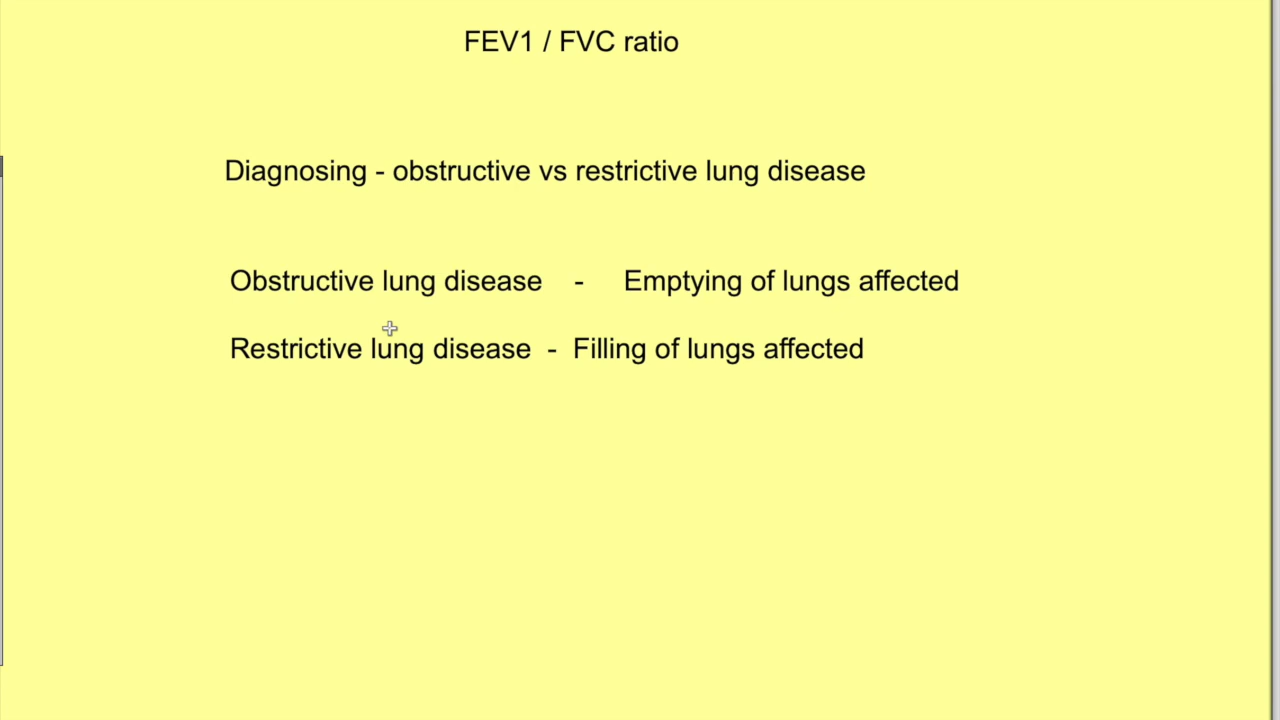 FEV1 / FVC ratio
Diagnosing - obstructive vs restrictive lung disease
Obstructive lung disease - Emptying of lungs affected
Restrictive lung disease - Filling of lungs affected